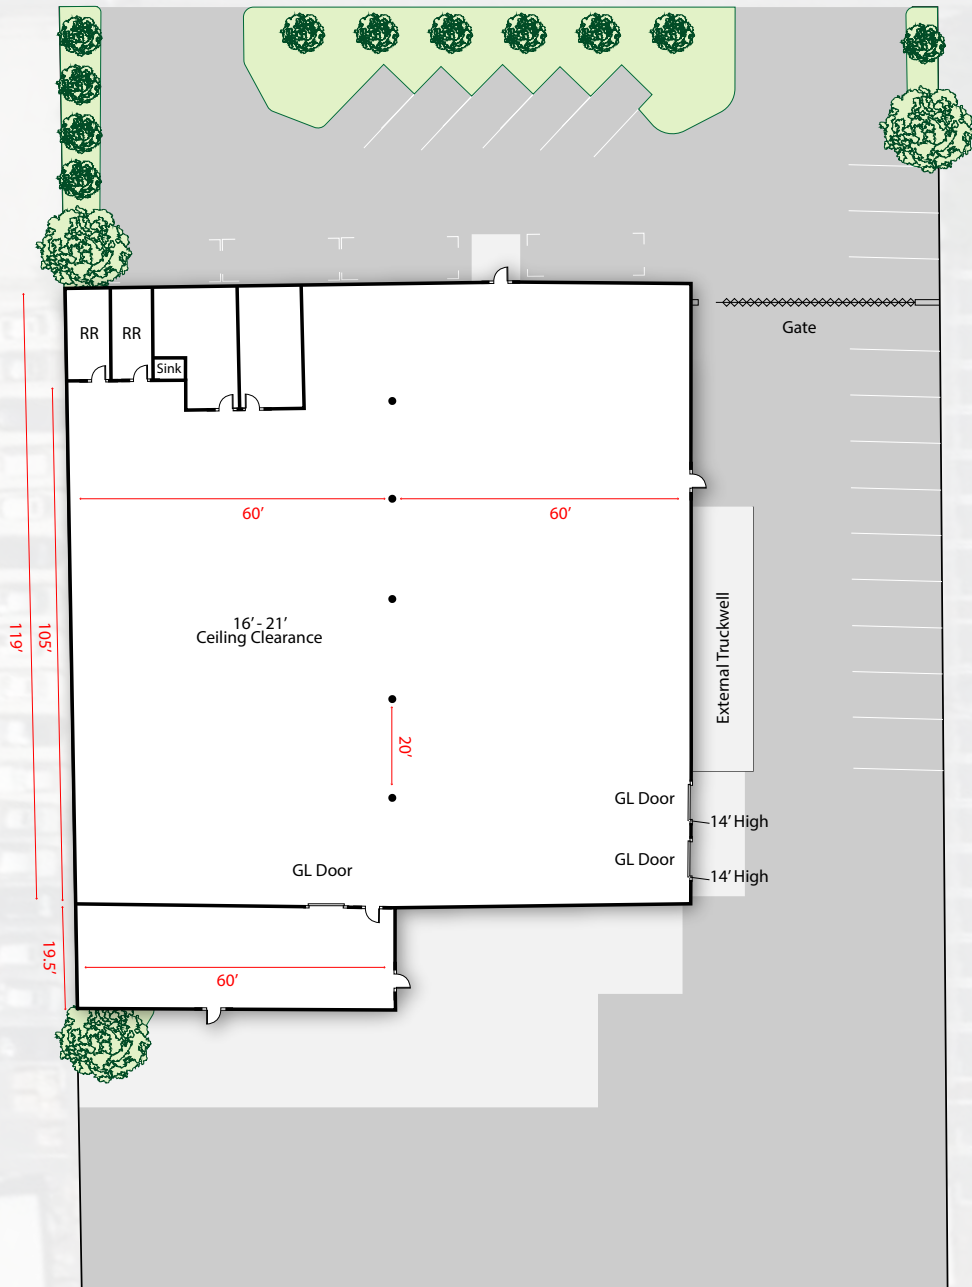 Gate
RR
RR
Sink
60’
60’
16’ - 21’
Ceiling Clearance
119’
105’
External Truckwell
20’
GL Door
14’ High
GL Door
14’ High
GL Door
19.5’
60’